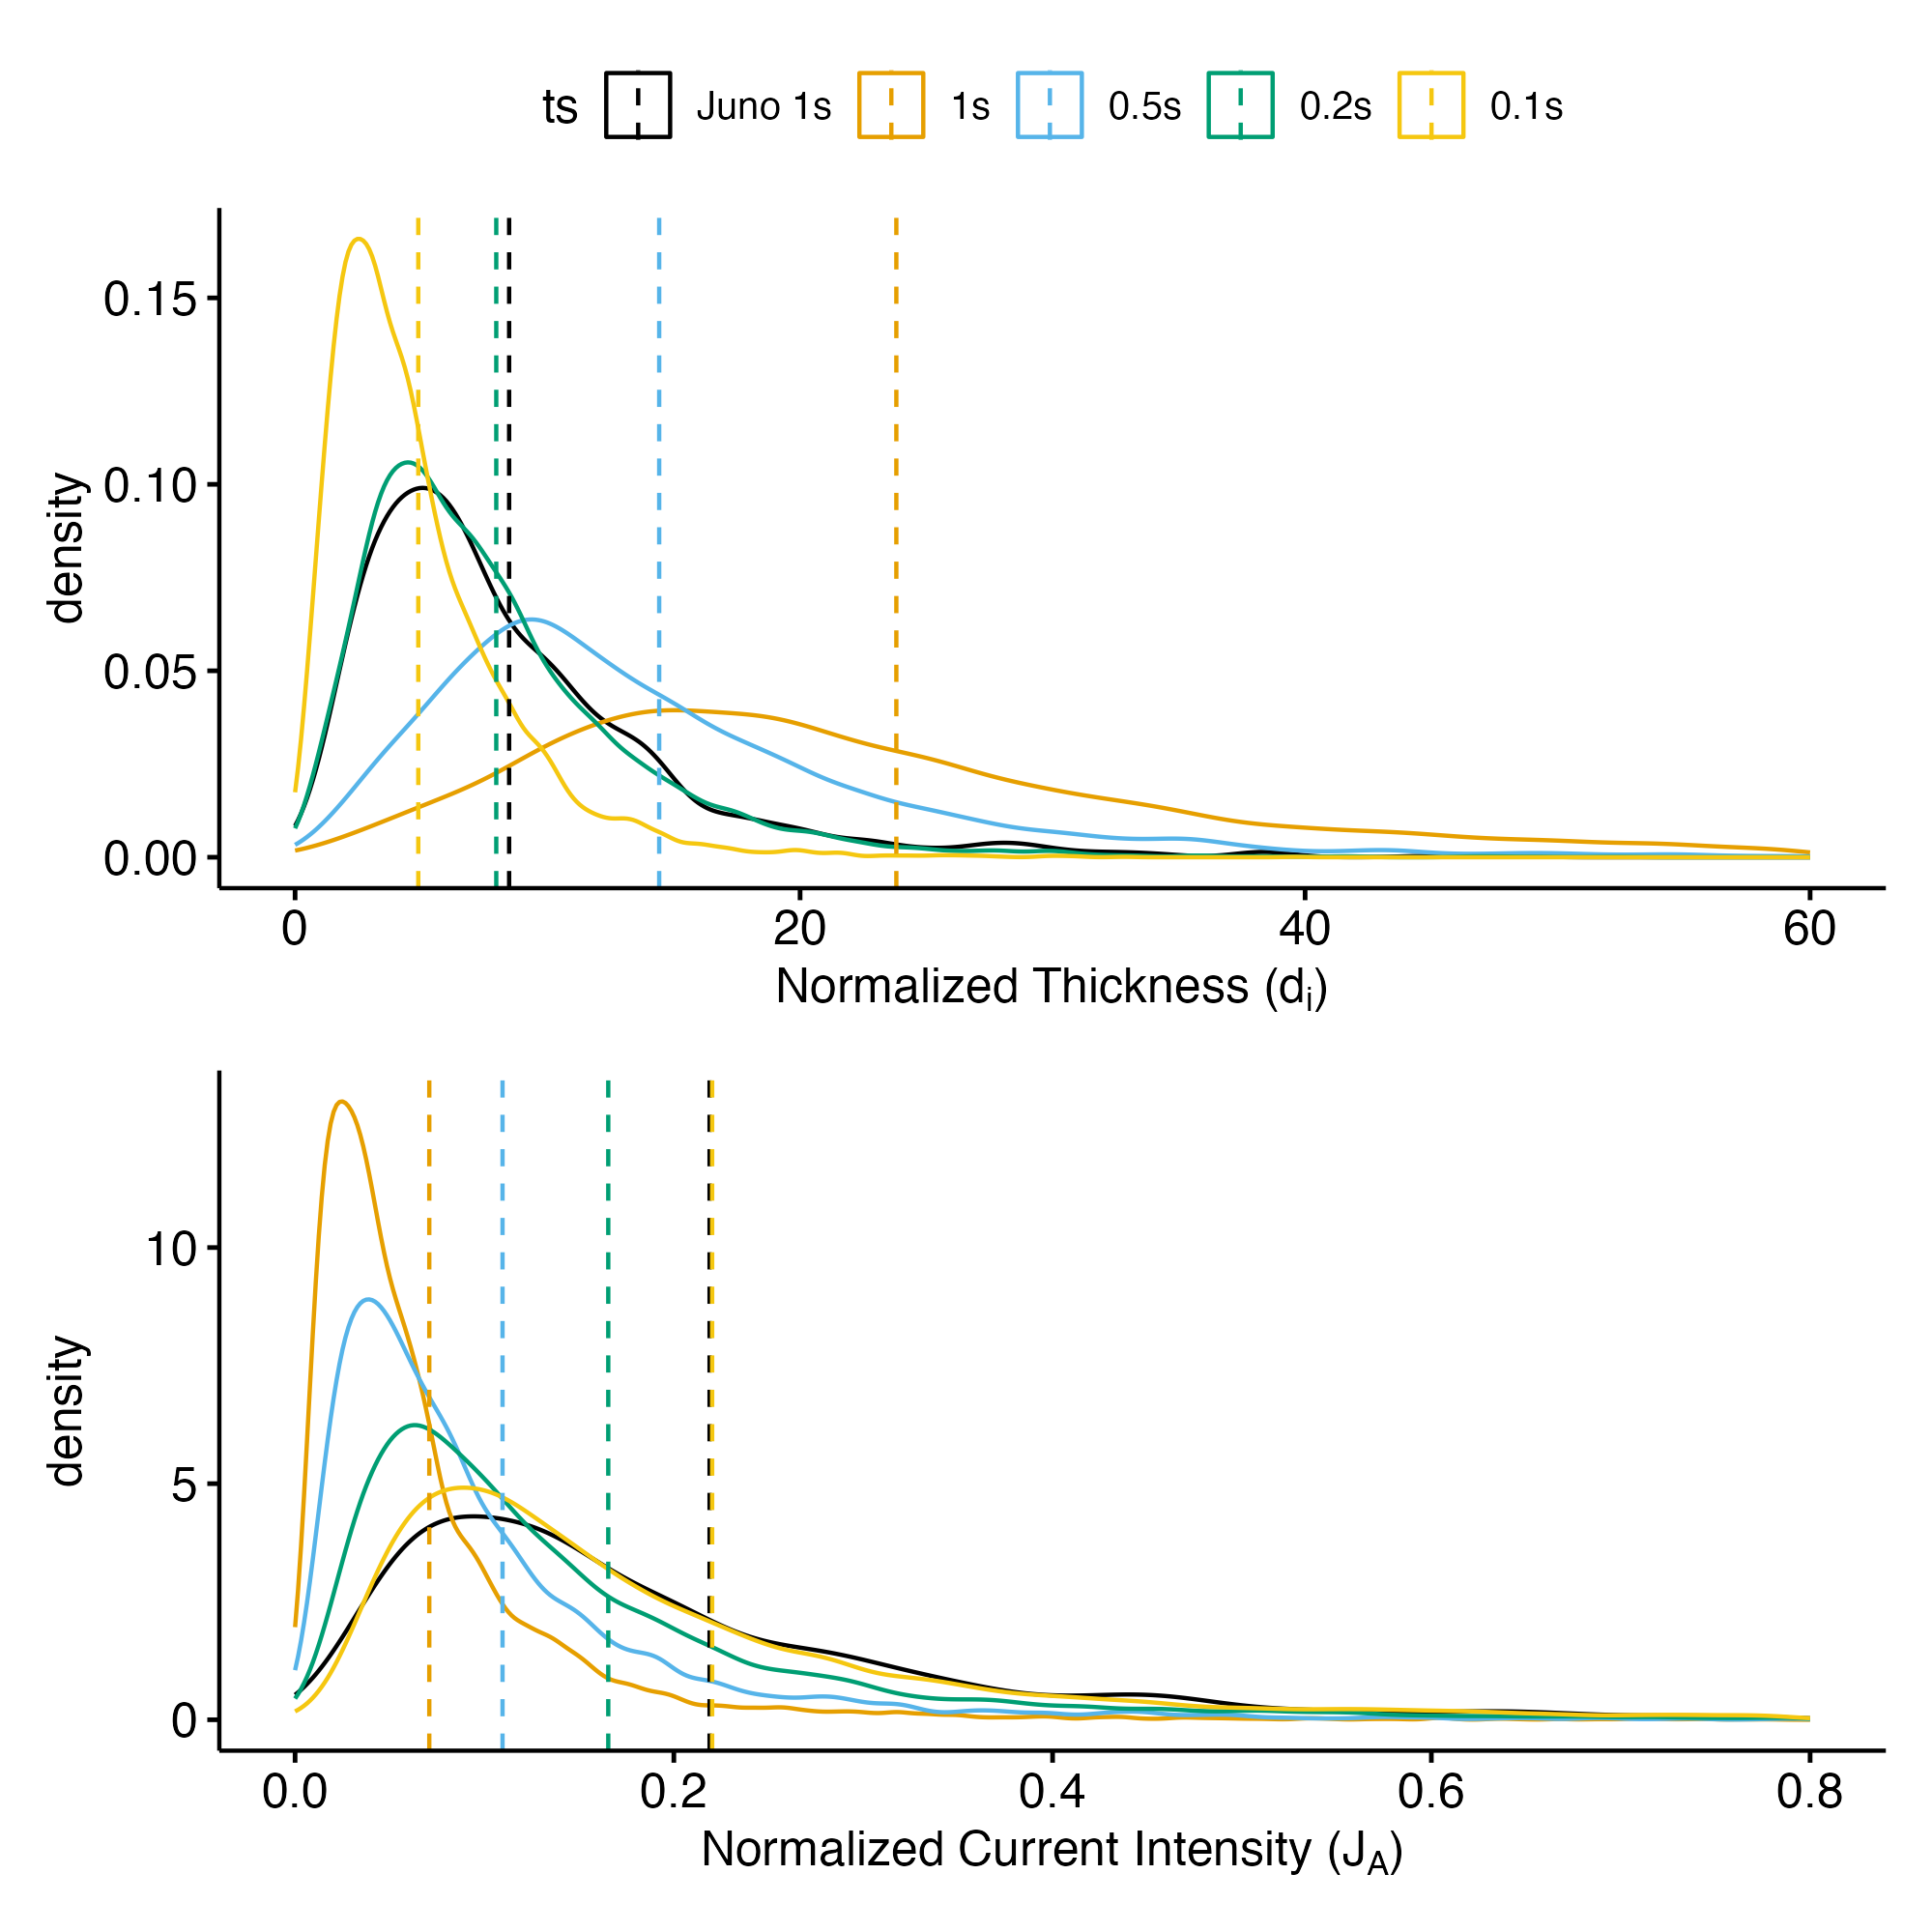 ts Juno 1s 1s 0.5s 0.2s 0.1s
0.15
0.10
0.05
0.00
density
0 20 40 60
Normalized Thickness (dᵢ)
10
5
0
density
0.0 0.2 0.4 0.6 0.8
Normalized Current Intensity (J_A)